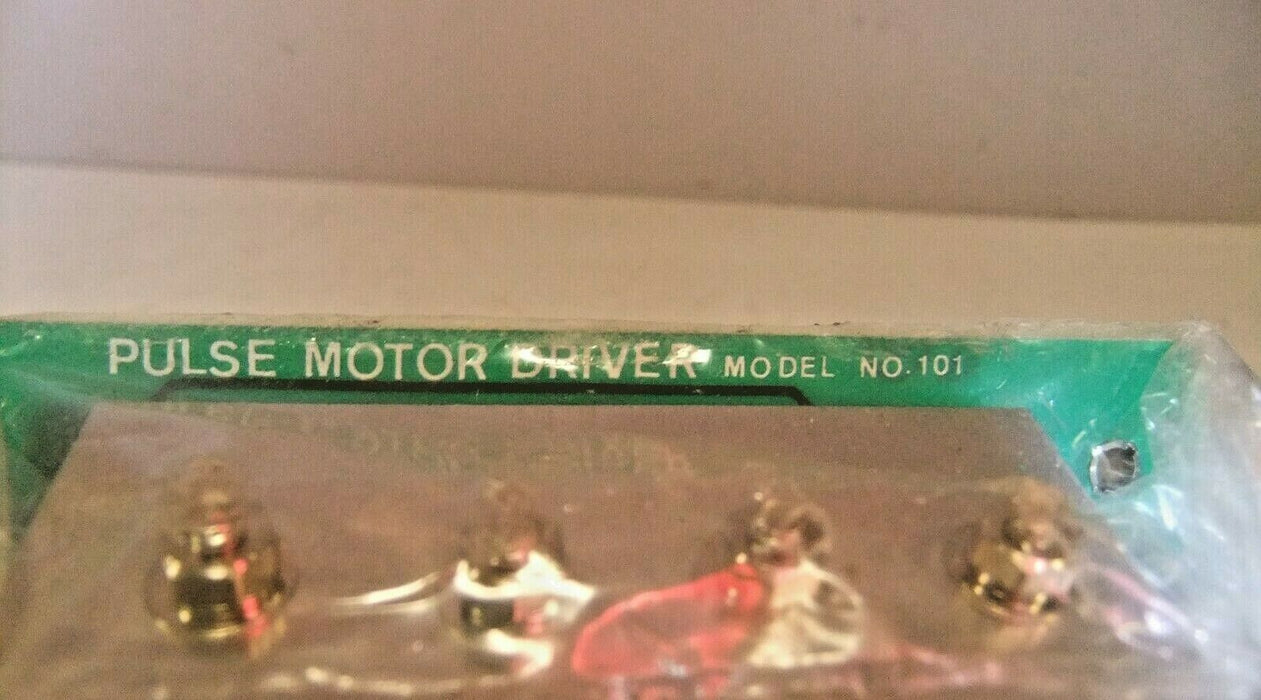 PULSE MOTOR DRIVER MODEL NO.101